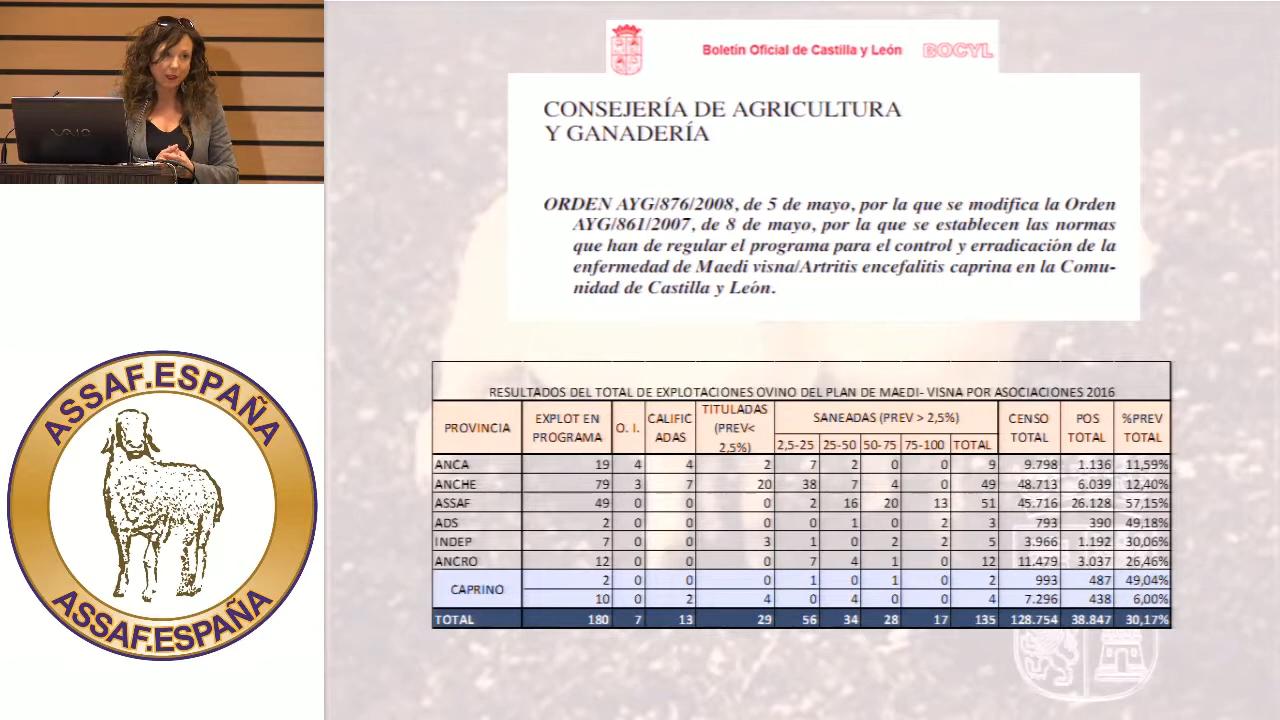 VAIO
ASSAF.ESPAÑA
ASSAF.ESPAÑA
Boletín Oficial de Castilla y León BOCYL
CONSEJERÍA DE AGRICULTURA
Y GANADERÍA
ORDEN AYG/876/2008, de 5 de mayo, por la que se modifica la Orden
AYG/861/2007, de 8 de mayo, por la que se establecen las normas
que han de regular el programa para el control y erradicación de la
enfermedad de Maedi visna/Artritis encefalitis caprina en la Comu-
nidad de Castilla y León.
RESULTADOS DEL TOTAL DE EXPLOTACIONES OVINO DEL PLAN DE MAEDI- VISNA POR ASOCIACIONES 2016
PROVINCIA EXPLOT EN PROGRAMA O. I. CALIFIC ADAS TITULADAS (PREV< 2,5%) SANEADAS (PREV > 2,5%) CENSO TOTAL POS TOTAL %PREV TOTAL
2,5-25 25-50 50-75 75-100 TOTAL
ANCA 19 4 4 2 7 2 0 0 9 9.798 1.136 11,59%
ANCHE 79 3 7 20 38 7 4 0 49 48.713 6.039 12,40%
ASSAF 49 0 0 0 2 16 20 13 51 45.716 26.128 57,15%
ADS 2 0 0 0 0 1 0 2 3 793 390 49,18%
INDEP 7 0 0 3 1 0 2 2 5 3.966 1.192 30,06%
ANCRO 12 0 0 0 7 4 1 0 12 11.479 3.037 26,46%
CAPRINO 2 0 0 0 1 0 1 0 2 993 487 49,04%
10 0 2 4 0 4 0 0 4 7.296 438 6,00%
TOTAL 180 7 13 29 56 34 28 17 135 128.754 38.847 30,17%